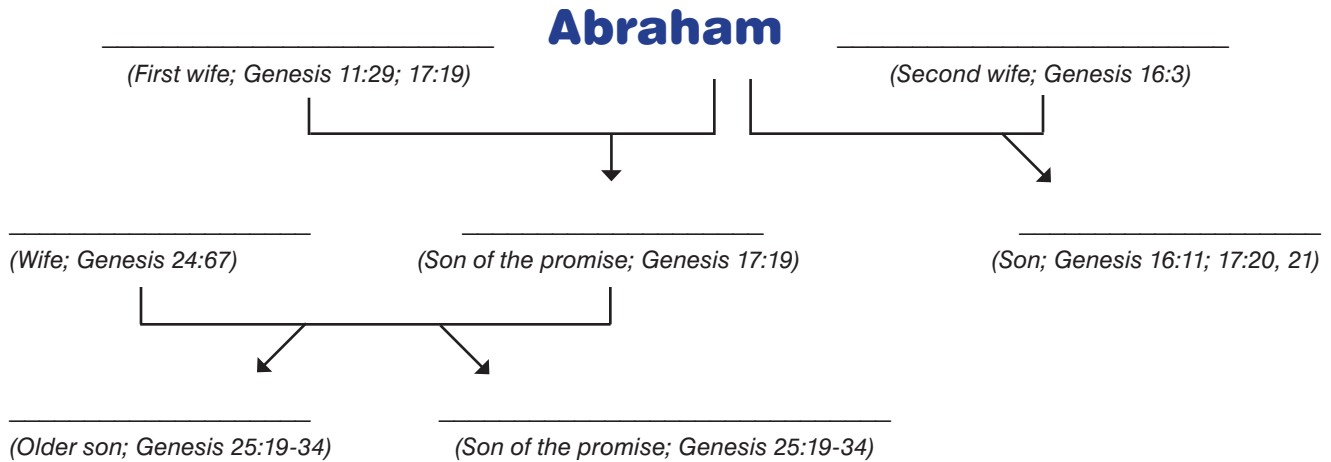 Abraham
(First wife; Genesis 11:29; 17:19)
(Second wife; Genesis 16:3)
(Wife; Genesis 24:67)
(Son of the promise; Genesis 17:19)
(Son; Genesis 16:11; 17:20, 21)
(Older son; Genesis 25:19-34)
(Son of the promise; Genesis 25:19-34)